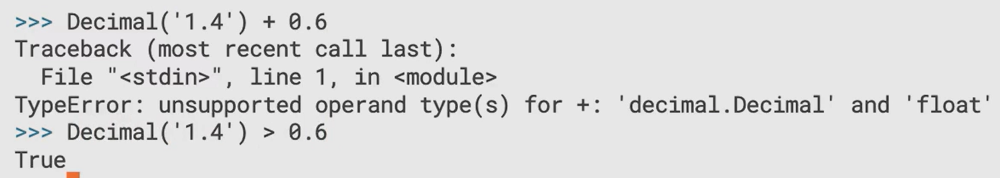 >>> Decimal('1.4') + 0.6
Traceback (most recent call last):
  File "<stdin>", line 1, in <module>
TypeError: unsupported operand type(s) for +: 'decimal.Decimal' and 'float'
>>> Decimal('1.4') > 0.6
True